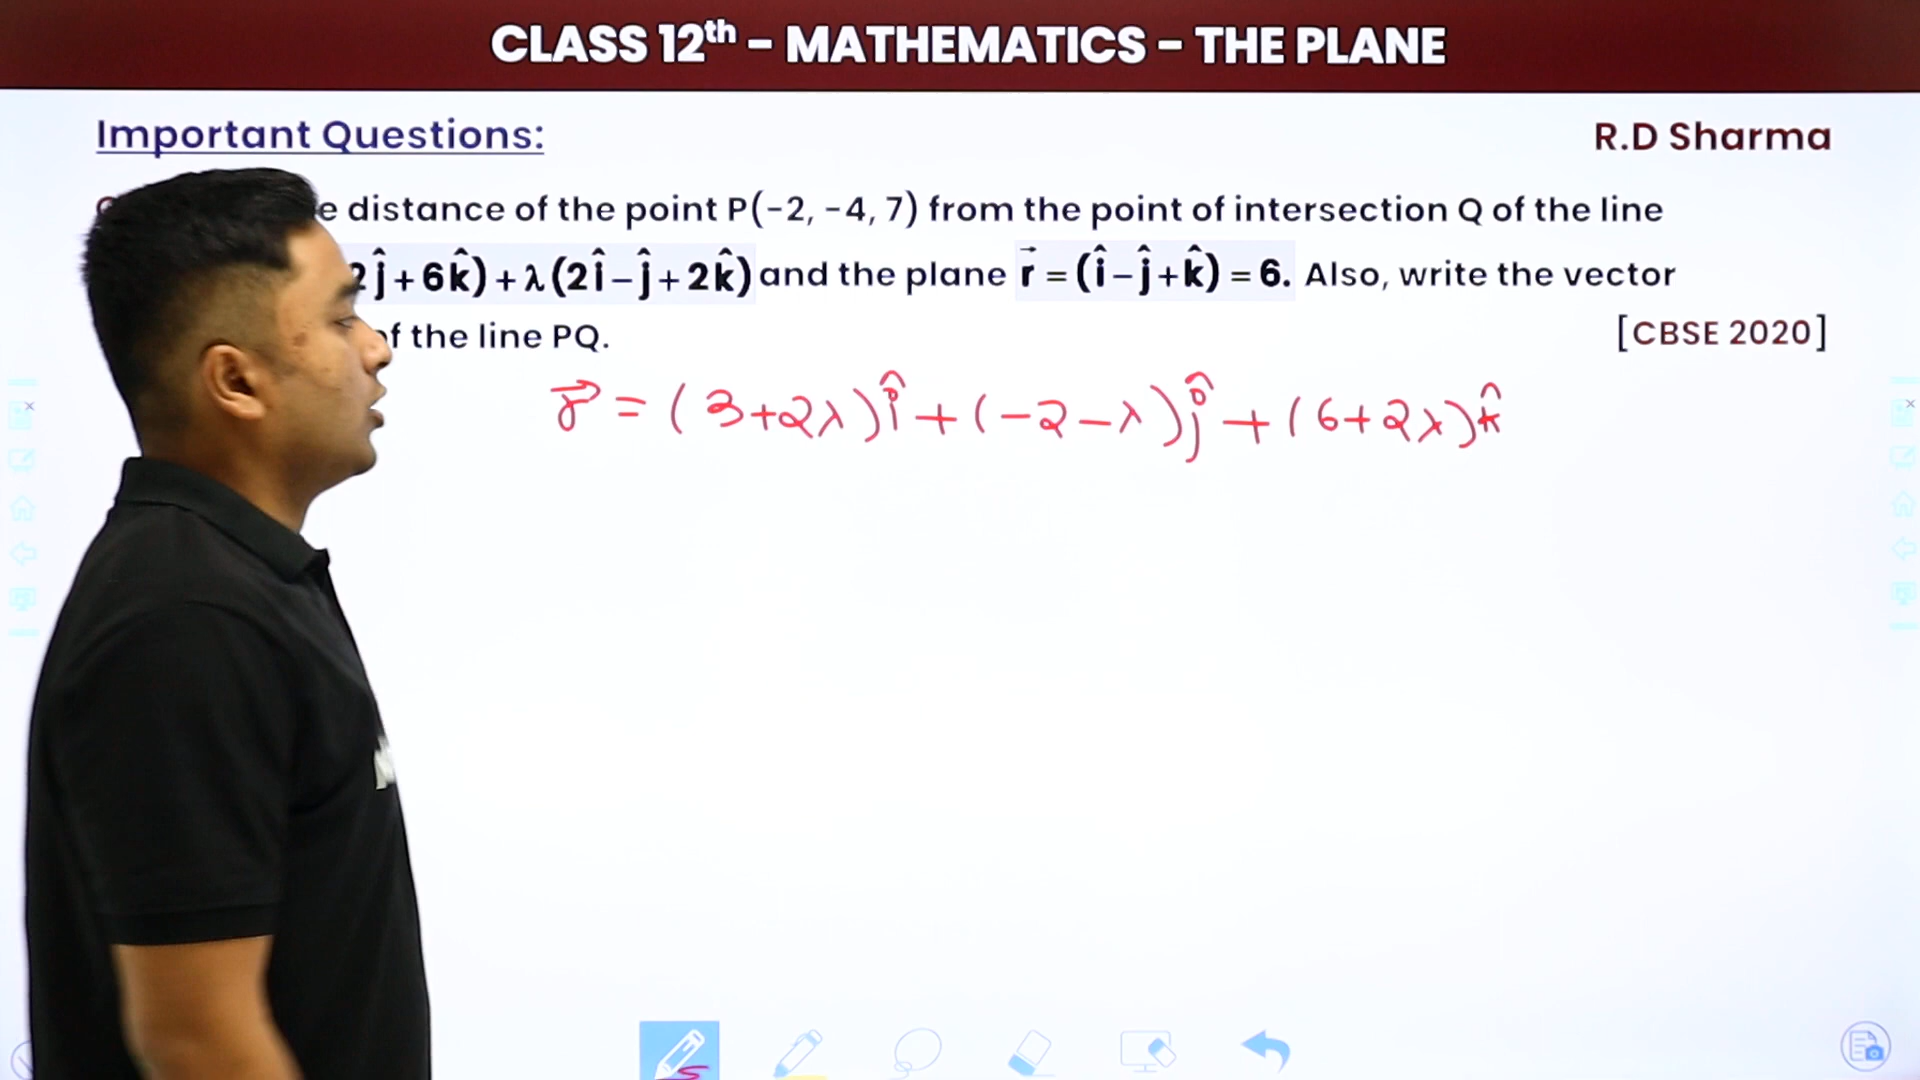 CLASS 12th – MATHEMATICS – THE PLANE
Important Questions:
R.D Sharma
e distance of the point P(-2, -4, 7) from the point of intersection Q of the line
2ĵ + 6k̂) + λ (2î – ĵ + 2k̂) and the plane r⃗ = (î – ĵ + k̂) = 6. Also, write the vector
f the line PQ.
[CBSE 2020]
r⃗ = (3+2λ)î + (-2-λ)ĵ + (6+2λ)k̂